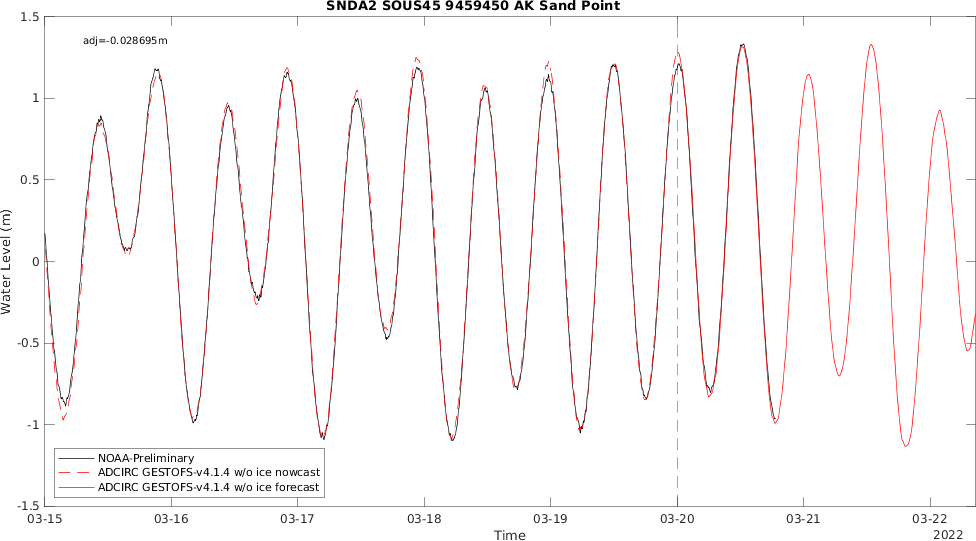 SNDA2 SOUS45 9459450 AK Sand Point
adj=-0.028695m
Water Level (m)
1.5
1
0.5
0
-0.5
-1
-1.5
NOAA-Preliminary
ADCIRC GESTOFS-v4.1.4 w/o ice nowcast
ADCIRC GESTOFS-v4.1.4 w/o ice forecast
03-15 03-16 03-17 03-18 03-19 03-20 03-21 03-22
Time
2022